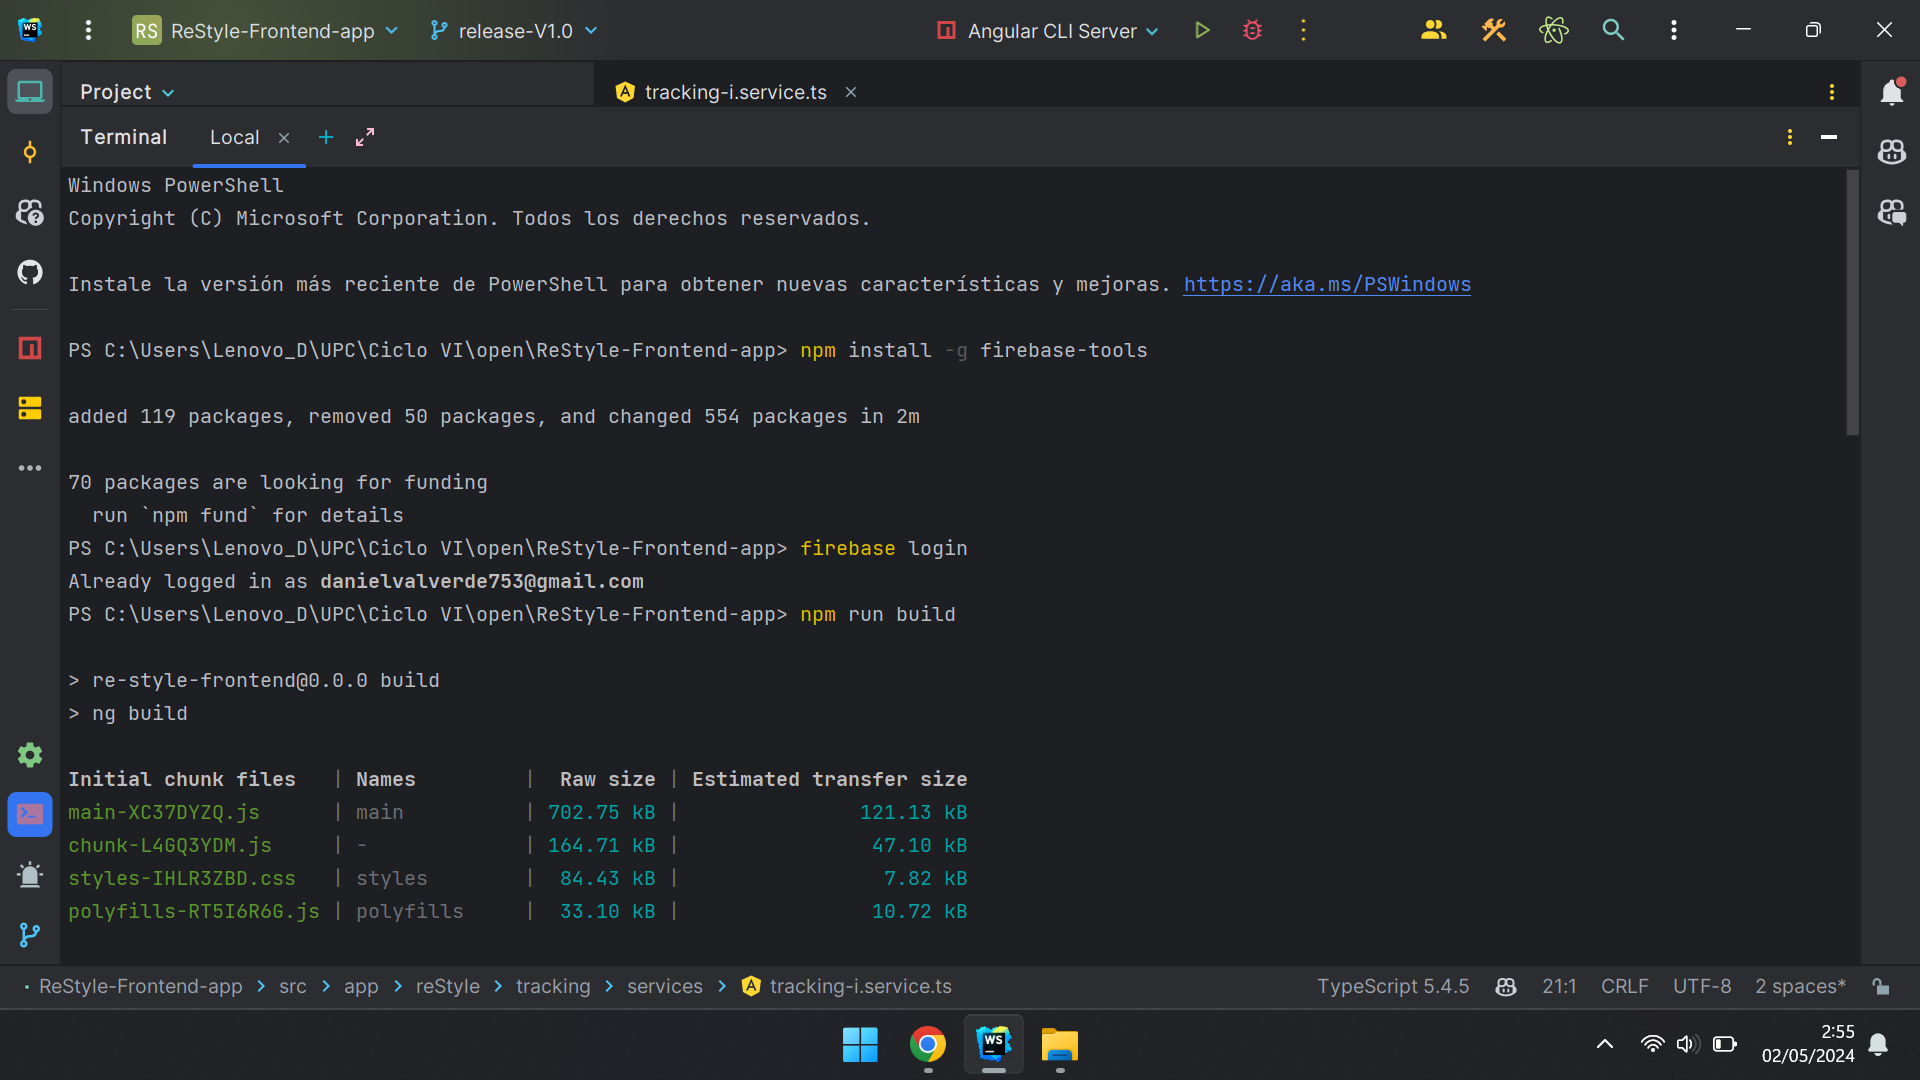 RS ReStyle-Frontend-app release-V1.0 Angular CLI Server
Project tracking-i.service.ts
Terminal Local
Windows PowerShell
Copyright (C) Microsoft Corporation. Todos los derechos reservados.
Instale la versión más reciente de PowerShell para obtener nuevas características y mejoras. https://aka.ms/PSWindows
PS C:\Users\Lenovo_D\UPC\Ciclo VI\open\ReStyle-Frontend-app> npm install -g firebase-tools
added 119 packages, removed 50 packages, and changed 554 packages in 2m
70 packages are looking for funding
run `npm fund` for details
PS C:\Users\Lenovo_D\UPC\Ciclo VI\open\ReStyle-Frontend-app> firebase login
Already logged in as danielvalverde753@gmail.com
PS C:\Users\Lenovo_D\UPC\Ciclo VI\open\ReStyle-Frontend-app> npm run build
> re-style-frontend@0.0.0 build
> ng build
Initial chunk files | Names | Raw size | Estimated transfer size
main-XC37DYZQ.js | main | 702.75 kB | 121.13 kB
chunk-L4GQ3YDM.js | - | 164.71 kB | 47.10 kB
styles-IHLR3ZBD.css | styles | 84.43 kB | 7.82 kB
polyfills-RT5I6R6G.js | polyfills | 33.10 kB | 10.72 kB
ReStyle-Frontend-app > src > app > reStyle > tracking > services > tracking-i.service.ts TypeScript 5.4.5 21:1 CRLF UTF-8 2 spaces*
WS
2:55
02/05/2024